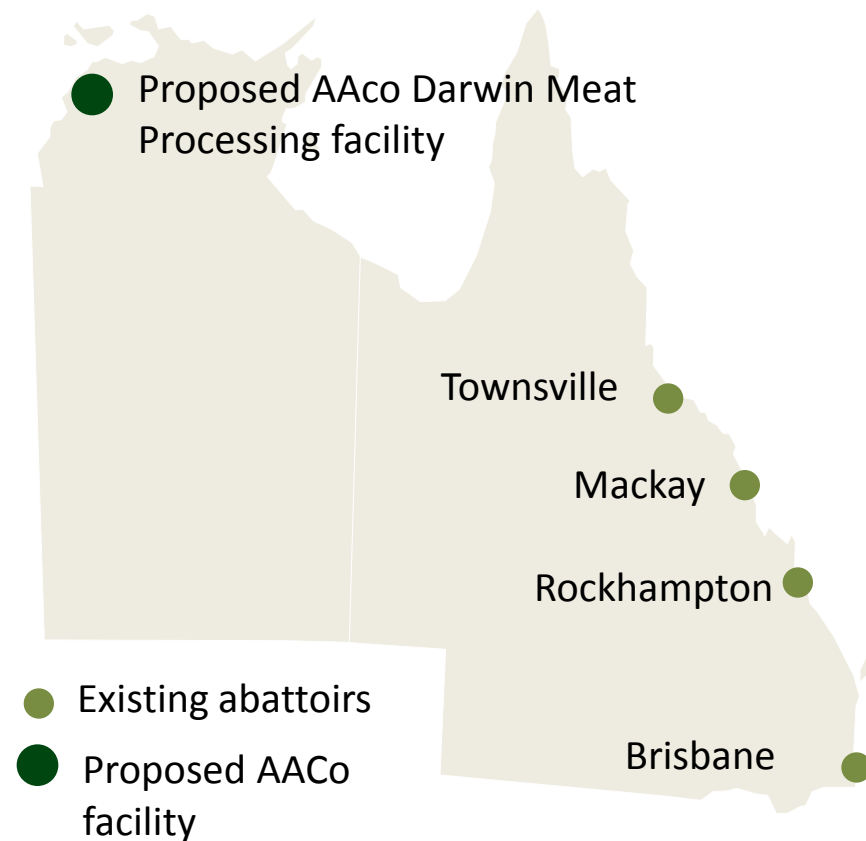 Proposed AAco Darwin Meat
Processing facility
Townsville
Mackay
Rockhampton
Existing abattoirs
Brisbane
Proposed AACo
facility